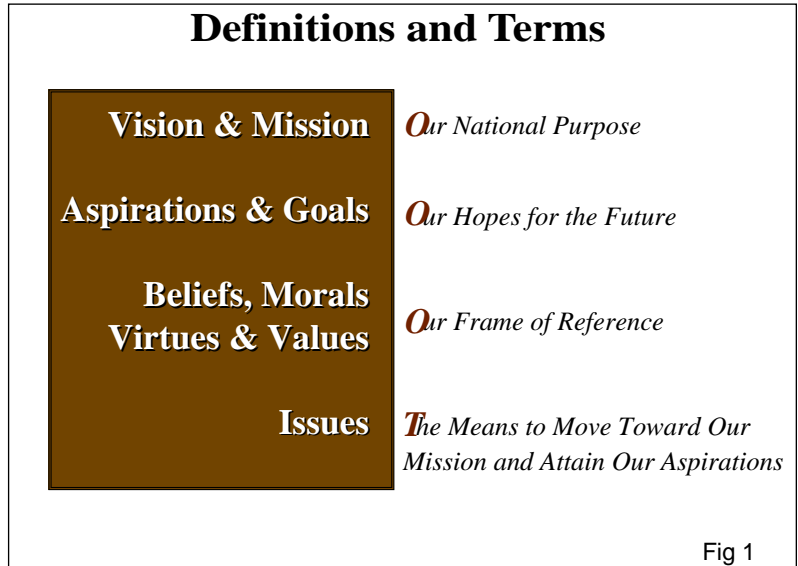 Definitions and Terms
Vision & Mission
Our National Purpose
Aspirations & Goals
Our Hopes for the Future
Beliefs, Morals
Virtues & Values
Our Frame of Reference
Issues
The Means to Move Toward Our
Mission and Attain Our Aspirations
Fig 1